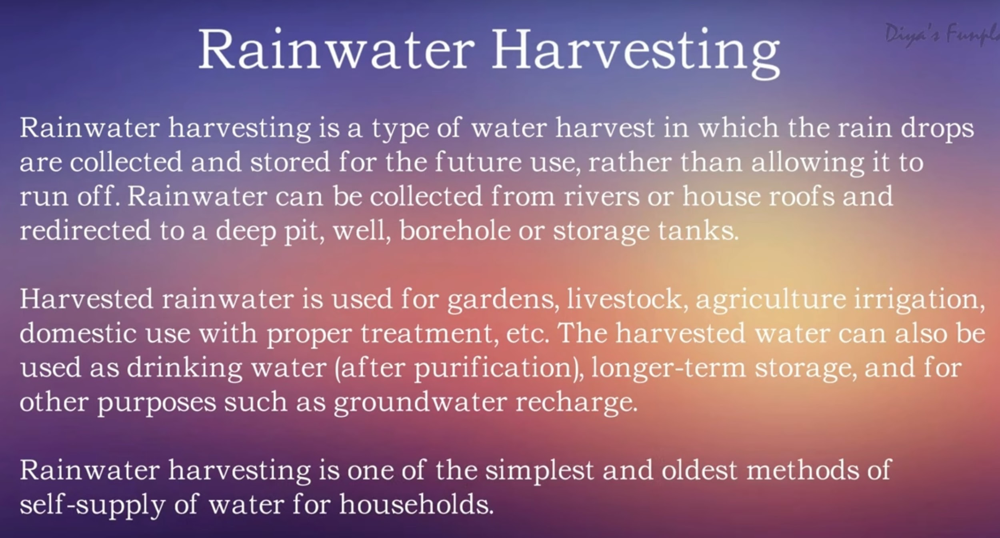 Rainwater Harvesting
Diya's
Rainwater harvesting is a type of water harvest in which the rain drops
are collected and stored for the future use, rather than allowing it to
run off. Rainwater can be collected from rivers or house roofs and
redirected to a deep pit, well, borehole or storage tanks.
Harvested rainwater is used for gardens, livestock, agriculture irrigation,
domestic use with proper treatment, etc. The harvested water can also be
used as drinking water (after purification), longer-term storage, and for
other purposes such as groundwater recharge.
Rainwater harvesting is one of the simplest and oldest methods of
self-supply of water for households.